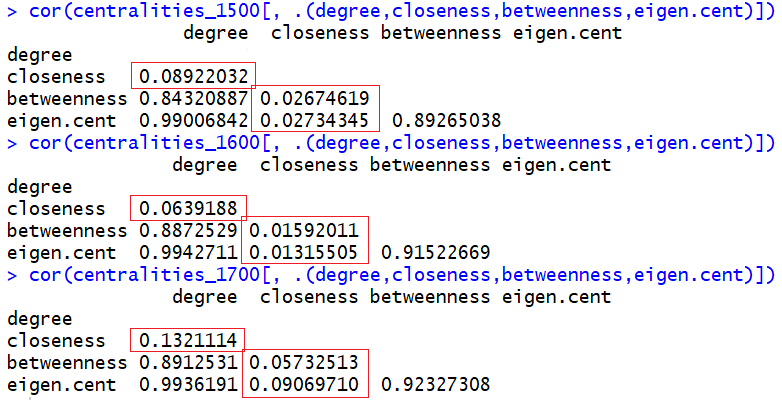 > cor(centralities_1500[, .(degree,closeness,betweenness,eigen.cent)])
degree closeness betweenness eigen.cent
degree
closeness 0.08922032
betweenness 0.84320887 0.02674619
eigen.cent 0.99006842 0.02734345 0.89265038
> cor(centralities_1600[, .(degree,closeness,betweenness,eigen.cent)])
degree closeness betweenness eigen.cent
degree
closeness 0.0639188
betweenness 0.8872529 0.01592011
eigen.cent 0.9942711 0.01315505 0.91522669
> cor(centralities_1700[, .(degree,closeness,betweenness,eigen.cent)])
degree closeness betweenness eigen.cent
degree
closeness 0.1321114
betweenness 0.8912531 0.05732513
eigen.cent 0.9936191 0.09069710 0.92327308